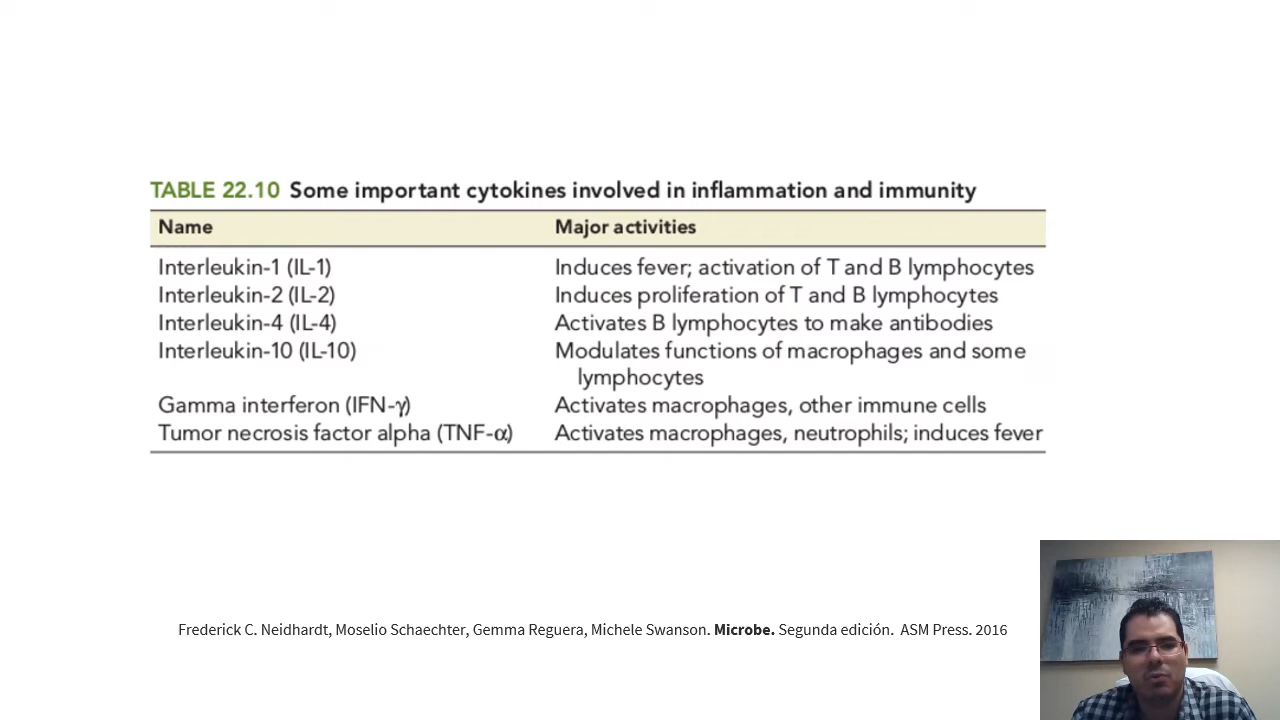 TABLE 22.10 Some important cytokines involved in inflammation and immunity
Name Major activities
Interleukin-1 (IL-1) Induces fever; activation of T and B lymphocytes
Interleukin-2 (IL-2) Induces proliferation of T and B lymphocytes
Interleukin-4 (IL-4) Activates B lymphocytes to make antibodies
Interleukin-10 (IL-10) Modulates functions of macrophages and some
lymphocytes
Gamma interferon (IFN-γ) Activates macrophages, other immune cells
Tumor necrosis factor alpha (TNF-α) Activates macrophages, neutrophils; induces fever
Frederick C. Neidhardt, Moselio Schaechter, Gemma Reguera, Michele Swanson. Microbe. Segunda edición. ASM Press. 2016